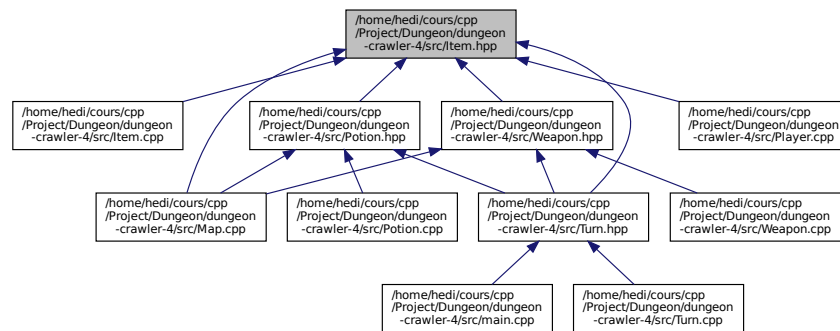 /home/hedi/cours/cpp
/Project/Dungeon/dungeon
-crawler-4/src/Item.hpp
/home/hedi/cours/cpp
/Project/Dungeon/dungeon
-crawler-4/src/Item.cpp
/home/hedi/cours/cpp
/Project/Dungeon/dungeon
-crawler-4/src/Potion.hpp
/home/hedi/cours/cpp
/Project/Dungeon/dungeon
-crawler-4/src/Weapon.hpp
/home/hedi/cours/cpp
/Project/Dungeon/dungeon
-crawler-4/src/Player.cpp
/home/hedi/cours/cpp
/Project/Dungeon/dungeon
-crawler-4/src/Map.cpp
/home/hedi/cours/cpp
/Project/Dungeon/dungeon
-crawler-4/src/Potion.cpp
/home/hedi/cours/cpp
/Project/Dungeon/dungeon
-crawler-4/src/Turn.hpp
/home/hedi/cours/cpp
/Project/Dungeon/dungeon
-crawler-4/src/Weapon.cpp
/home/hedi/cours/cpp
/Project/Dungeon/dungeon
-crawler-4/src/main.cpp
/home/hedi/cours/cpp
/Project/Dungeon/dungeon
-crawler-4/src/Turn.cpp